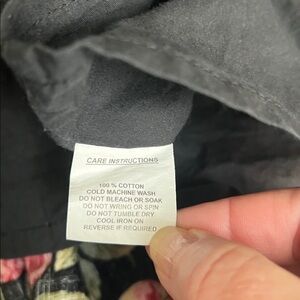 CARE INSTRUCTIONS
100 % COTTON
COLD MACHINE WASH
DO NOT BLEACH OR SOAK
DO NOT WRING OR SPIN
DO NOT TUMBLE DRY
COOL IRON ON
REVERSE IF REQUIRED